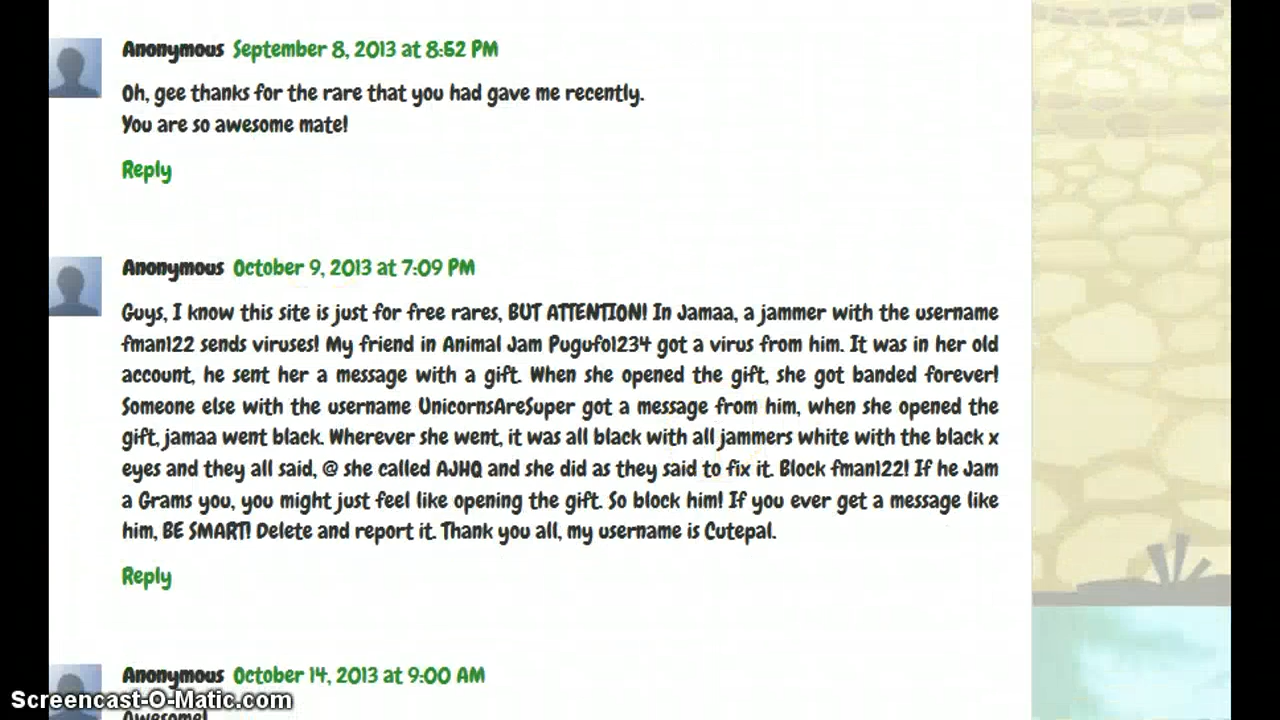 Anonymous September 8, 2013 at 8:52 PM
Oh, gee thanks for the rare that you had gave me recently.
You are so awesome mate!
Reply
Anonymous October 9, 2013 at 7:09 PM
Guys, I know this site is just for free rares, BUT ATTENTION! In Jamaa, a jammer with the username
fman122 sends viruses! My friend in Animal Jam Pugufo1234 got a virus from him. It was in her old
account, he sent her a message with a gift. When she opened the gift, she got banded forever!
Someone else with the username UnicornsAreSuper got a message from him, when she opened the
gift, jamaa went black. Wherever she went, it was all black with all jammers white with the black x
eyes and they all said, @ she called AJHQ and she did as they said to fix it. Block fman122! If he Jam
a Grams you, you might just feel like opening the gift. So block him! If you ever get a message like
him, BE SMART! Delete and report it. Thank you all, my username is Cutepal.
Reply
Anonymous October 14, 2013 at 9:00 AM
Awesome!
Screencast-O-Matic.com